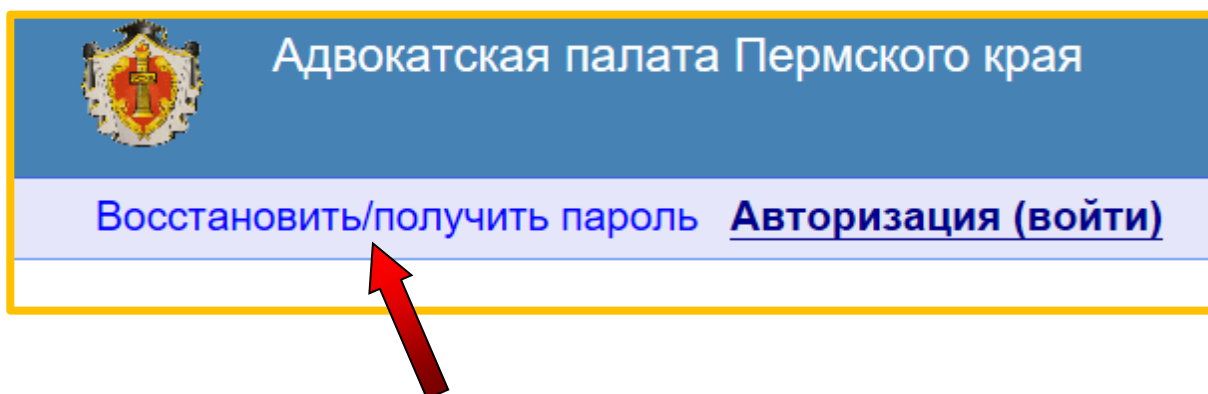 Адвокатская палата Пермского края
Восстановить/получить пароль Авторизация (войти)